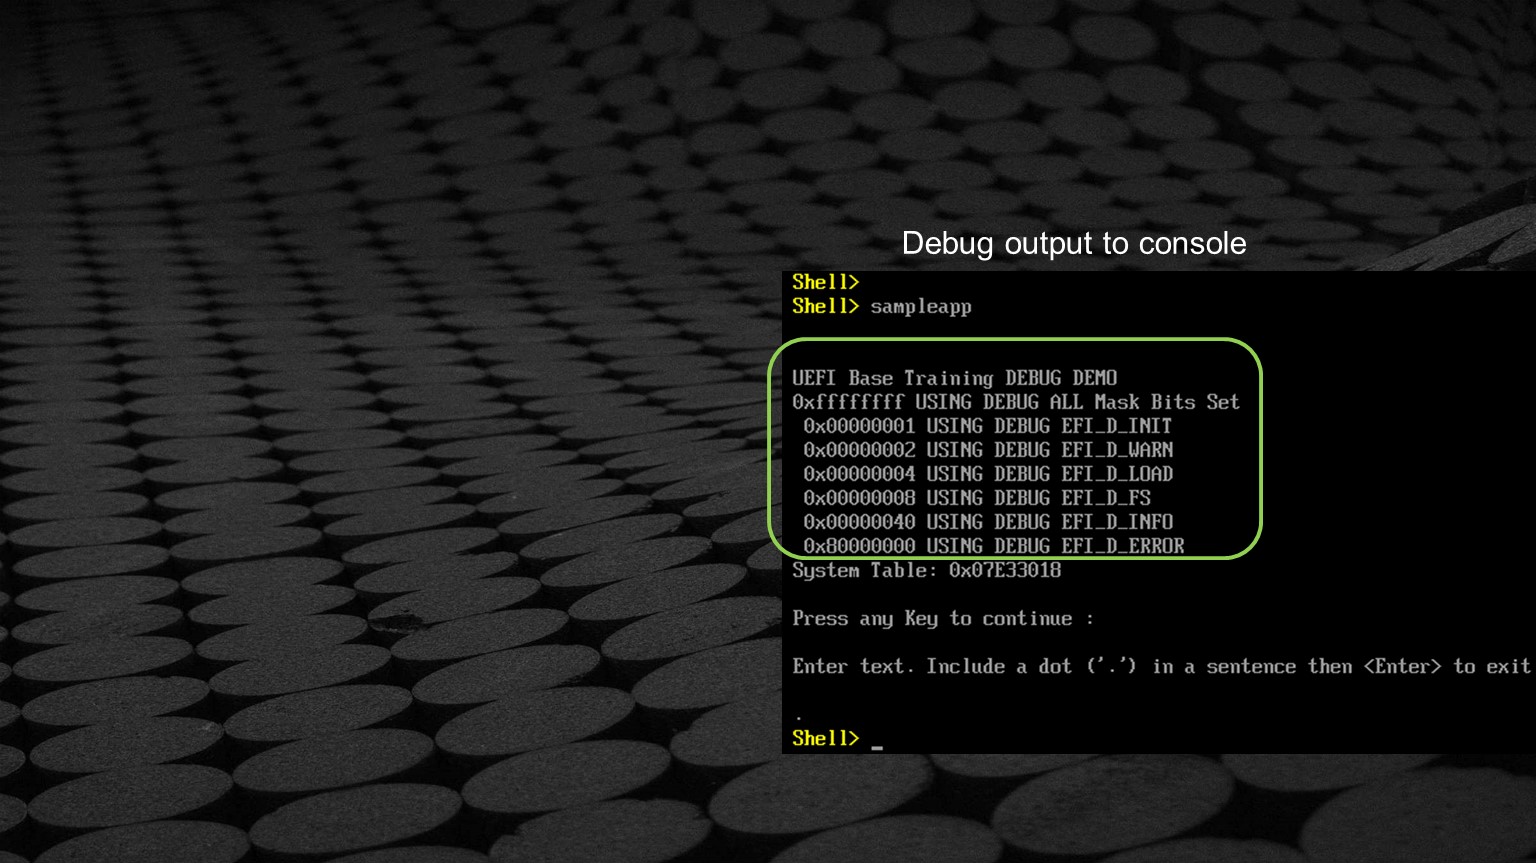 Debug output to console
Shell>
Shell> sampleapp
UEFI Base Training DEBUG DEMO
0xffffffff USING DEBUG ALL Mask Bits Set
0x00000001 USING DEBUG EFI_D_INIT
0x00000002 USING DEBUG EFI_D_WARN
0x00000004 USING DEBUG EFI_D_LOAD
0x00000008 USING DEBUG EFI_D_FS
0x00000040 USING DEBUG EFI_D_INFO
0x80000000 USING DEBUG EFI_D_ERROR
System Table: 0x07E33018
Press any Key to continue :
Enter text. Include a dot ('.') in a sentence then <Enter> to exit
.
Shell> _